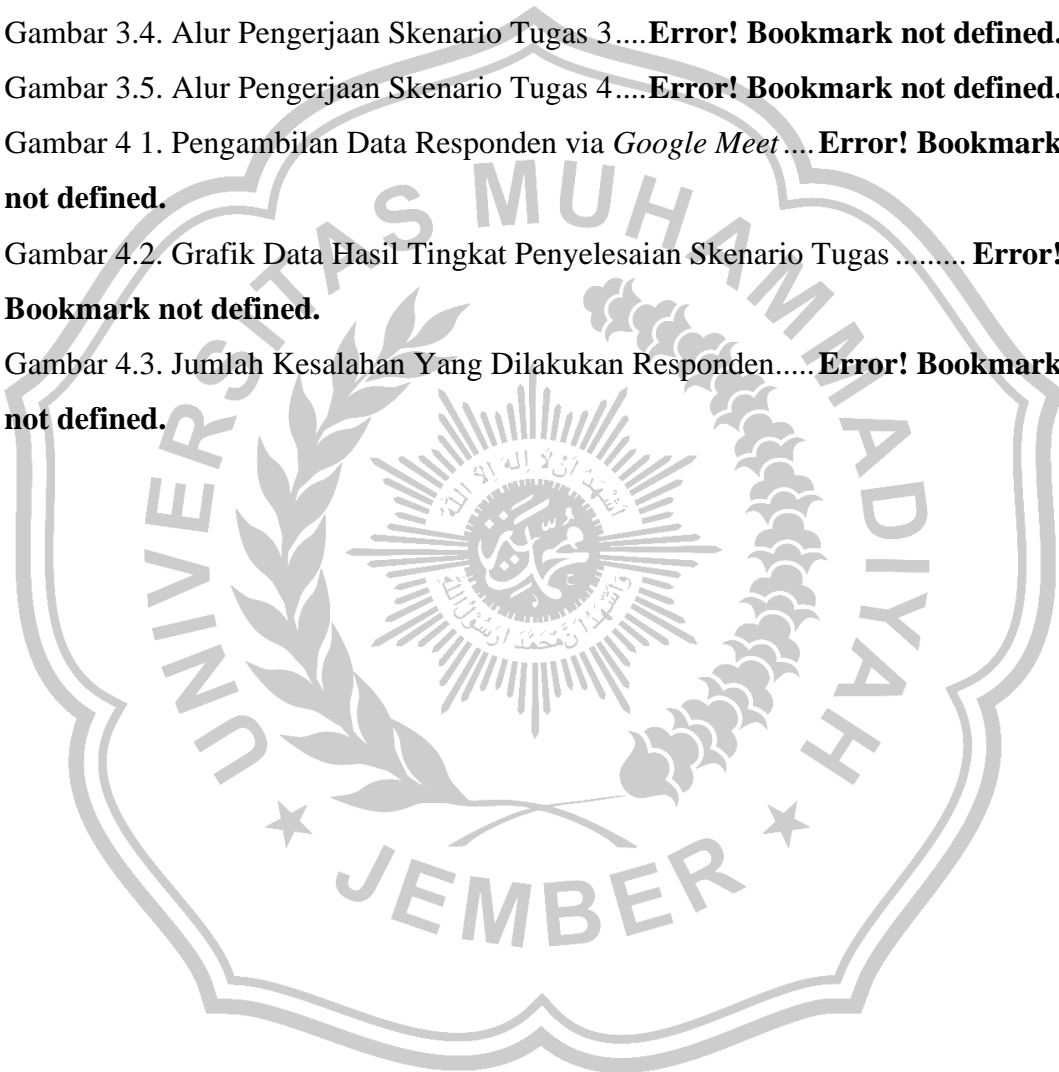 Gambar 3.4. Alur Pengerjaan Skenario Tugas 3....Error! Bookmark not defined.
Gambar 3.5. Alur Pengerjaan Skenario Tugas 4....Error! Bookmark not defined.
Gambar 4 1. Pengambilan Data Responden via Google Meet....Error! Bookmark
not defined.
Gambar 4.2. Grafik Data Hasil Tingkat Penyelesaian Skenario Tugas......... Error!
Bookmark not defined.
Gambar 4.3. Jumlah Kesalahan Yang Dilakukan Responden.....Error! Bookmark
not defined.
UNIVERSITAS MUHAMMADIYAH
JEMBER